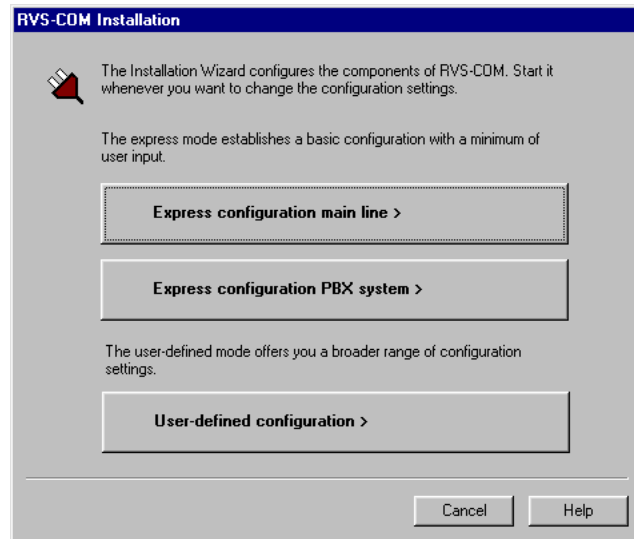 RVS-COM Installation
The Installation Wizard configures the components of RVS-COM. Start it
whenever you want to change the configuration settings.
The express mode establishes a basic configuration with a minimum of
user input.
Express configuration main line >
Express configuration PBX system >
The user-defined mode offers you a broader range of configuration
settings.
User-defined configuration >
Cancel Help